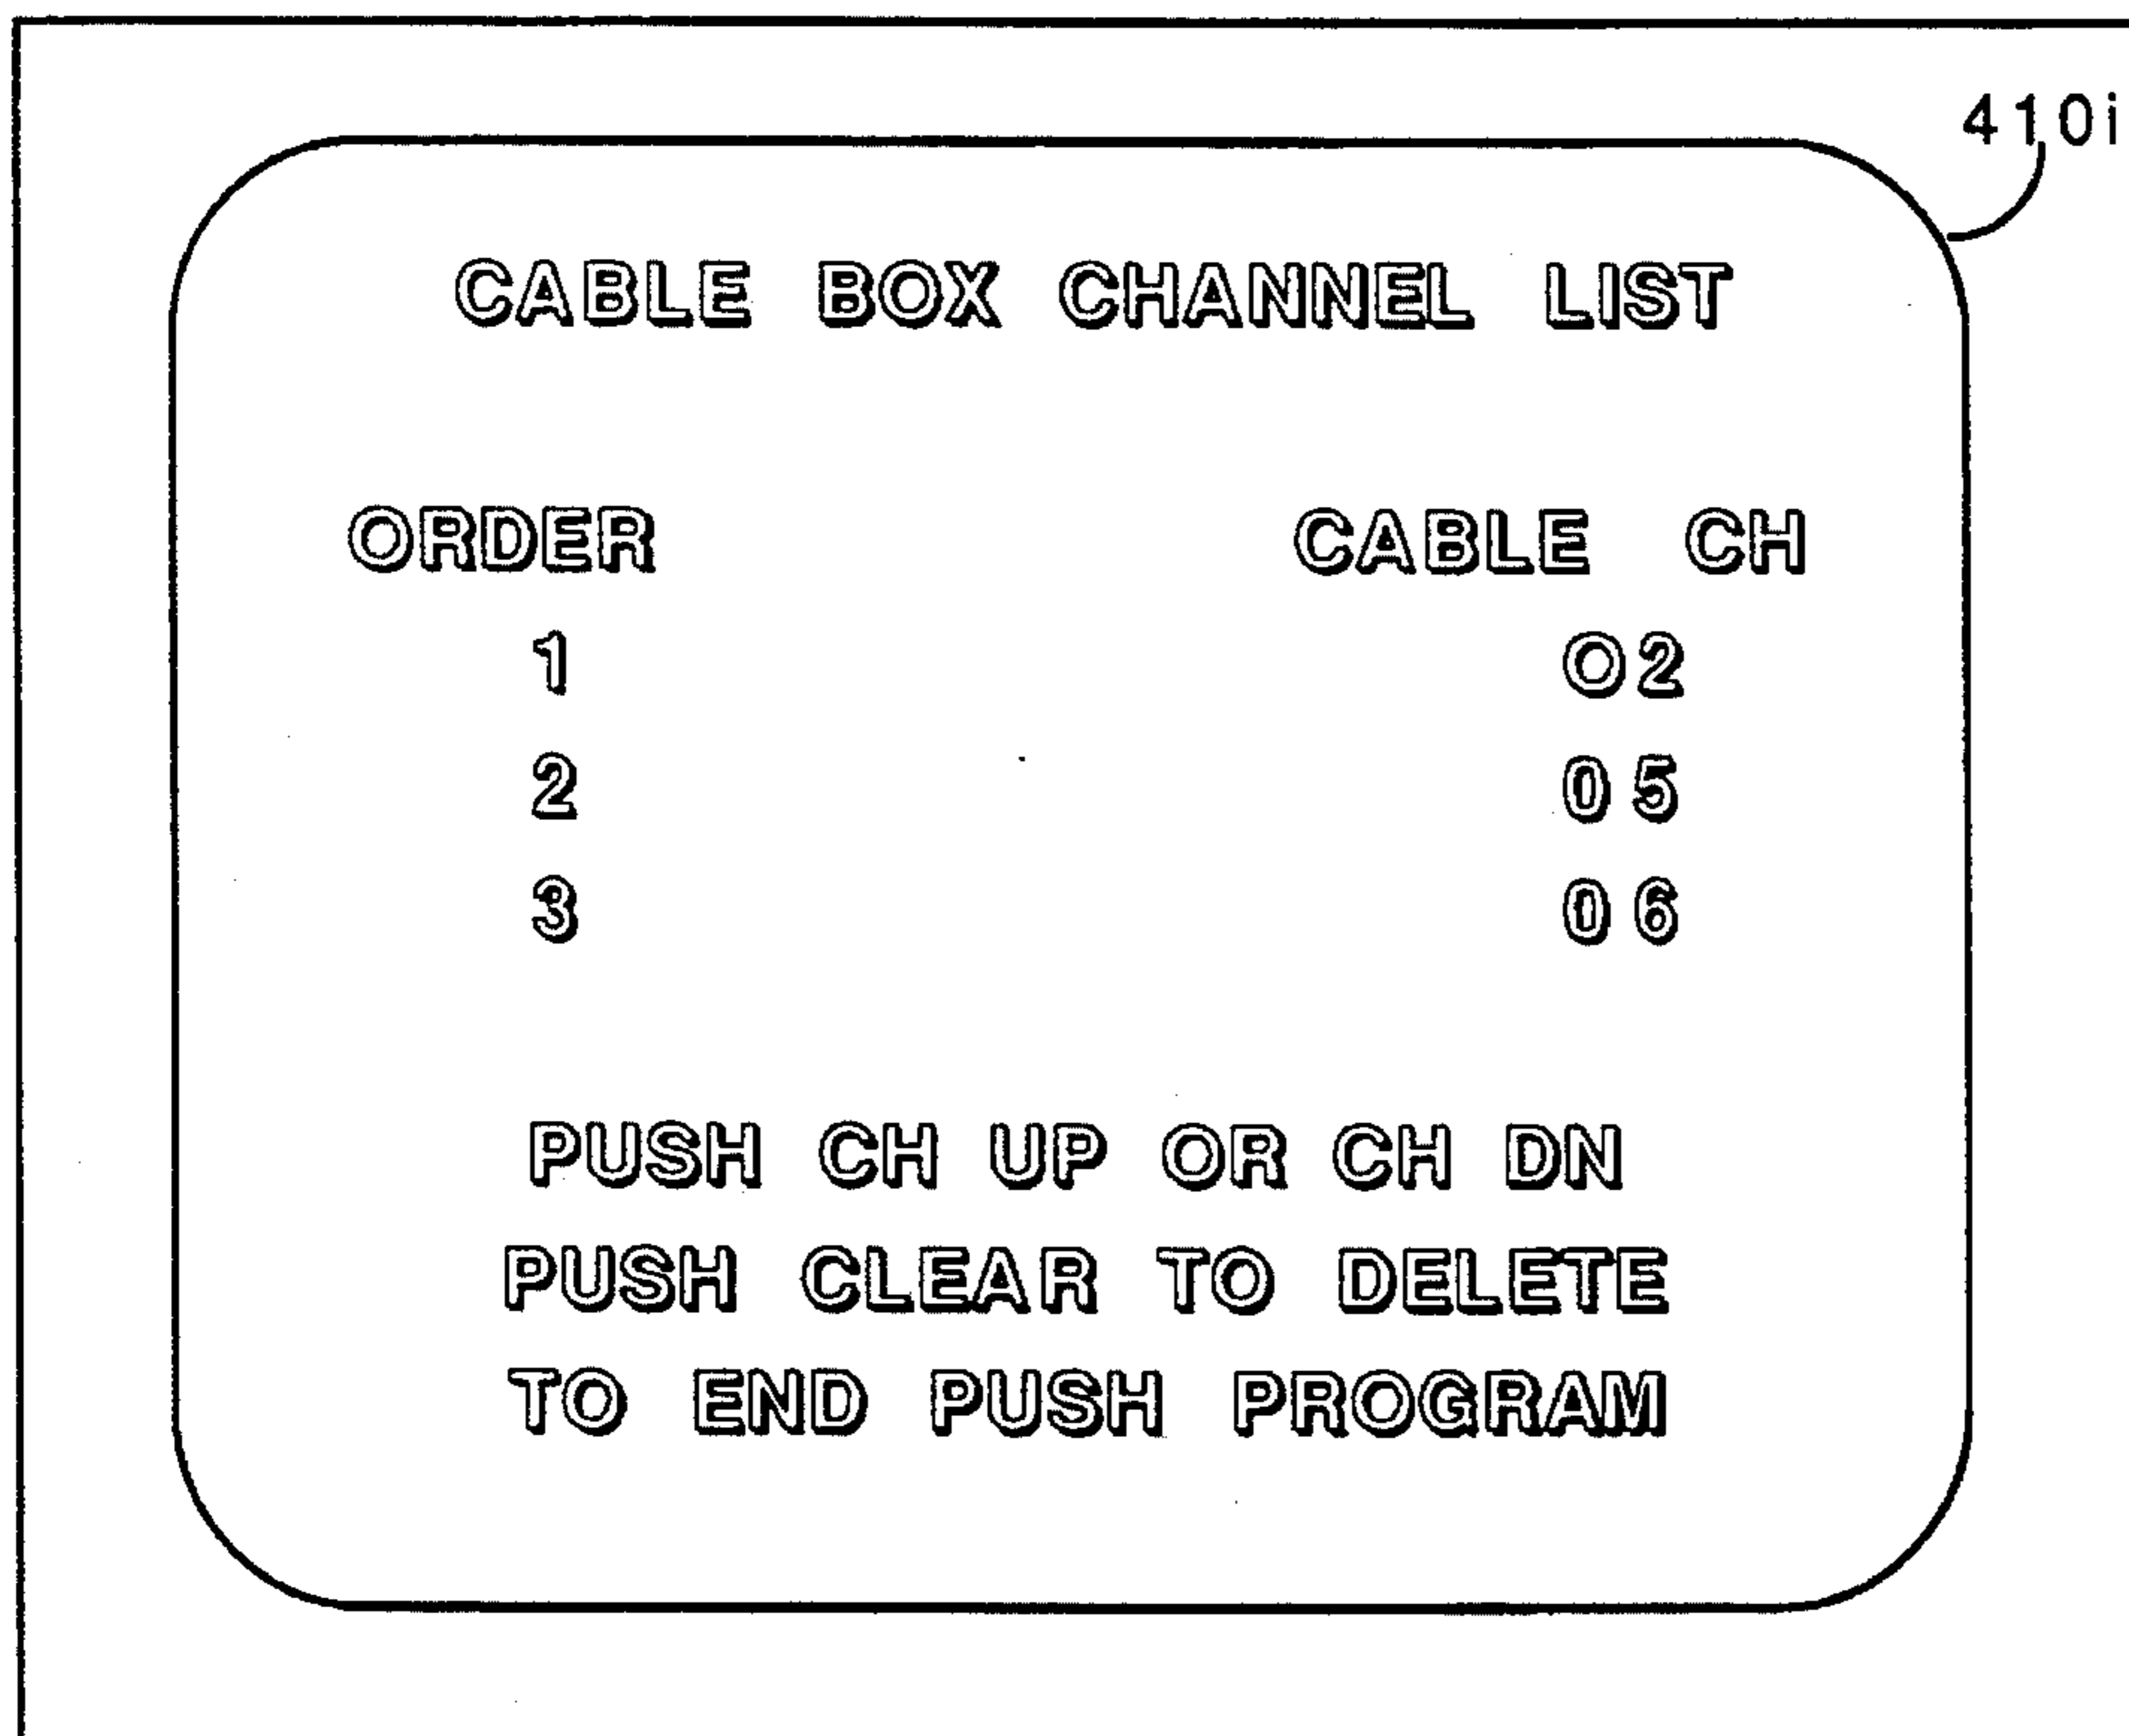 410i
CABLE BOX CHANNEL LIST
ORDER CABLE CH
1 02
2 05
3 06
PUSH CH UP OR CH DN
PUSH CLEAR TO DELETE
TO END PUSH PROGRAM